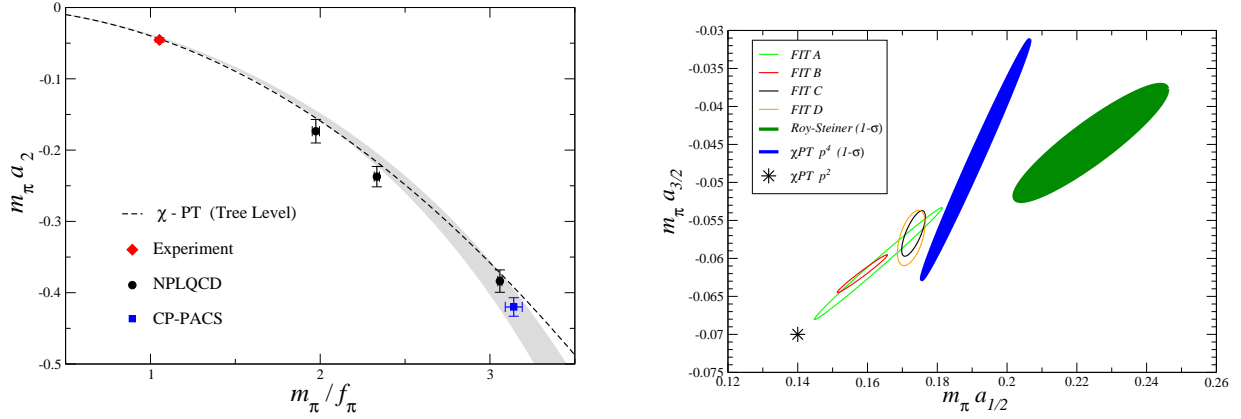 0
-0.1
-0.2
-0.3
-0.4
-0.5
m_π a_2
χ - PT (Tree Level)
Experiment
NPLQCD
CP-PACS
1
2
3
m_π / f_π
-0.03
-0.035
-0.04
-0.045
-0.05
-0.055
-0.06
-0.065
-0.07
-0.075
m_π a_{3/2}
FIT A
FIT B
FIT C
FIT D
Roy-Steiner (1-σ)
χPT p^4 (1-σ)
χPT p^2
0.12
0.14
0.16
0.18
0.2
0.22
0.24
0.26
m_π a_{1/2}